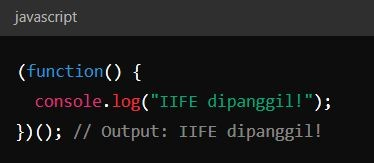 javascript
(function() {
  console.log("IIFE dipanggil!");
})(); // Output: IIFE dipanggil!